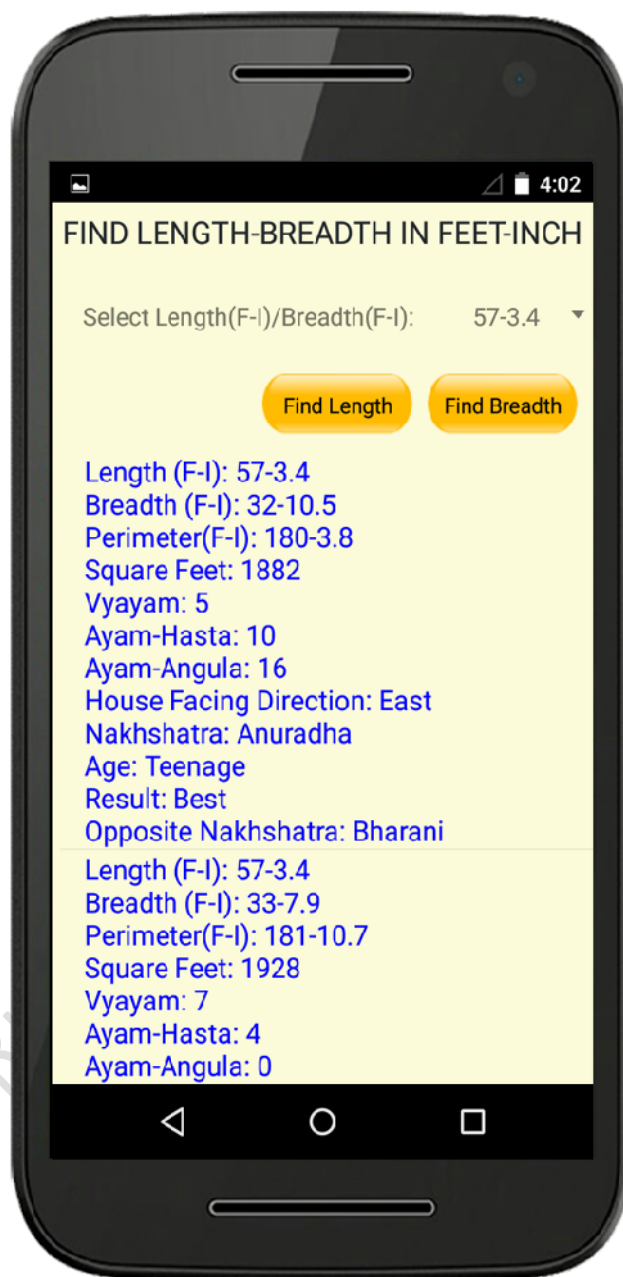 4:02
FIND LENGTH-BREADTH IN FEET-INCH
Select Length(F-I)/Breadth(F-I): 57-3.4
Find Length Find Breadth
Length (F-I): 57-3.4
Breadth (F-I): 32-10.5
Perimeter(F-I): 180-3.8
Square Feet: 1882
Vyayam: 5
Ayam-Hasta: 10
Ayam-Angula: 16
House Facing Direction: East
Nakhshatra: Anuradha
Age: Teenage
Result: Best
Opposite Nakhshatra: Bharani
Length (F-I): 57-3.4
Breadth (F-I): 33-7.9
Perimeter(F-I): 181-10.7
Square Feet: 1928
Vyayam: 7
Ayam-Hasta: 4
Ayam-Angula: 0